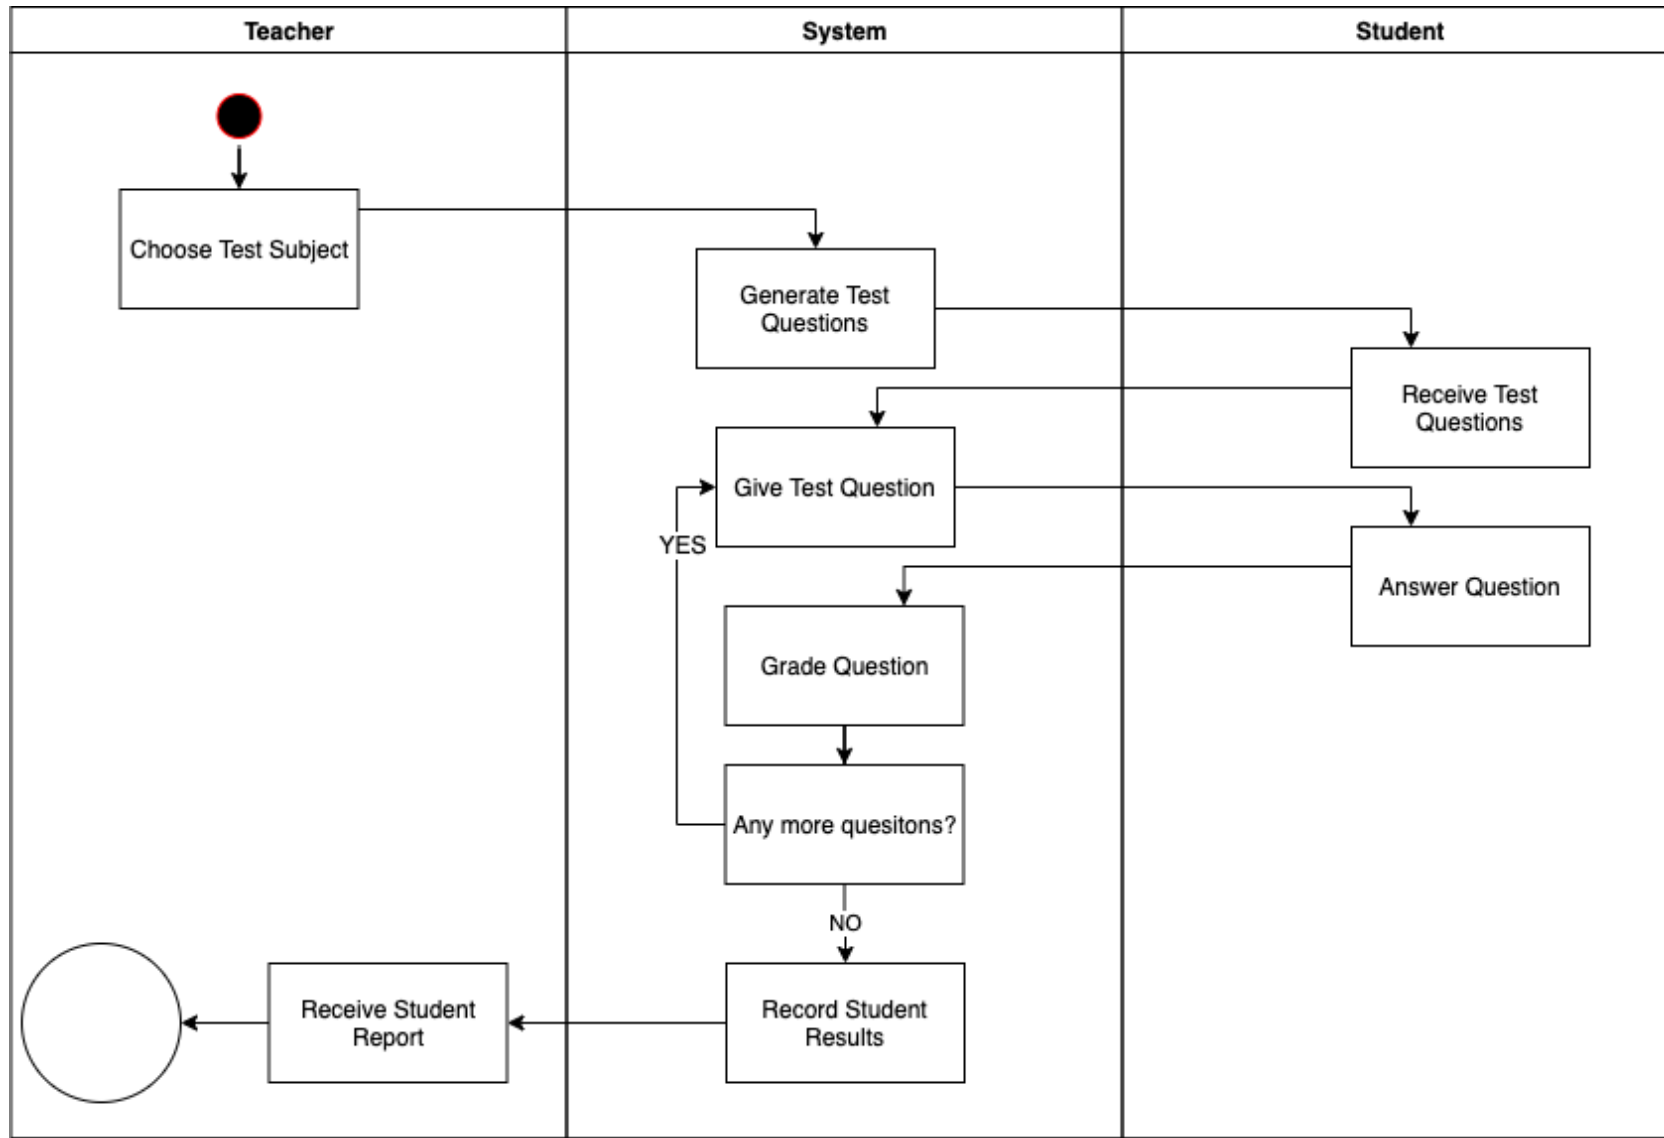 Teacher
System
Student
Choose Test Subject
Generate Test
Questions
Receive Test
Questions
Give Test Question
YES
Answer Question
Grade Question
Any more quesitons?
NO
Receive Student
Report
Record Student
Results